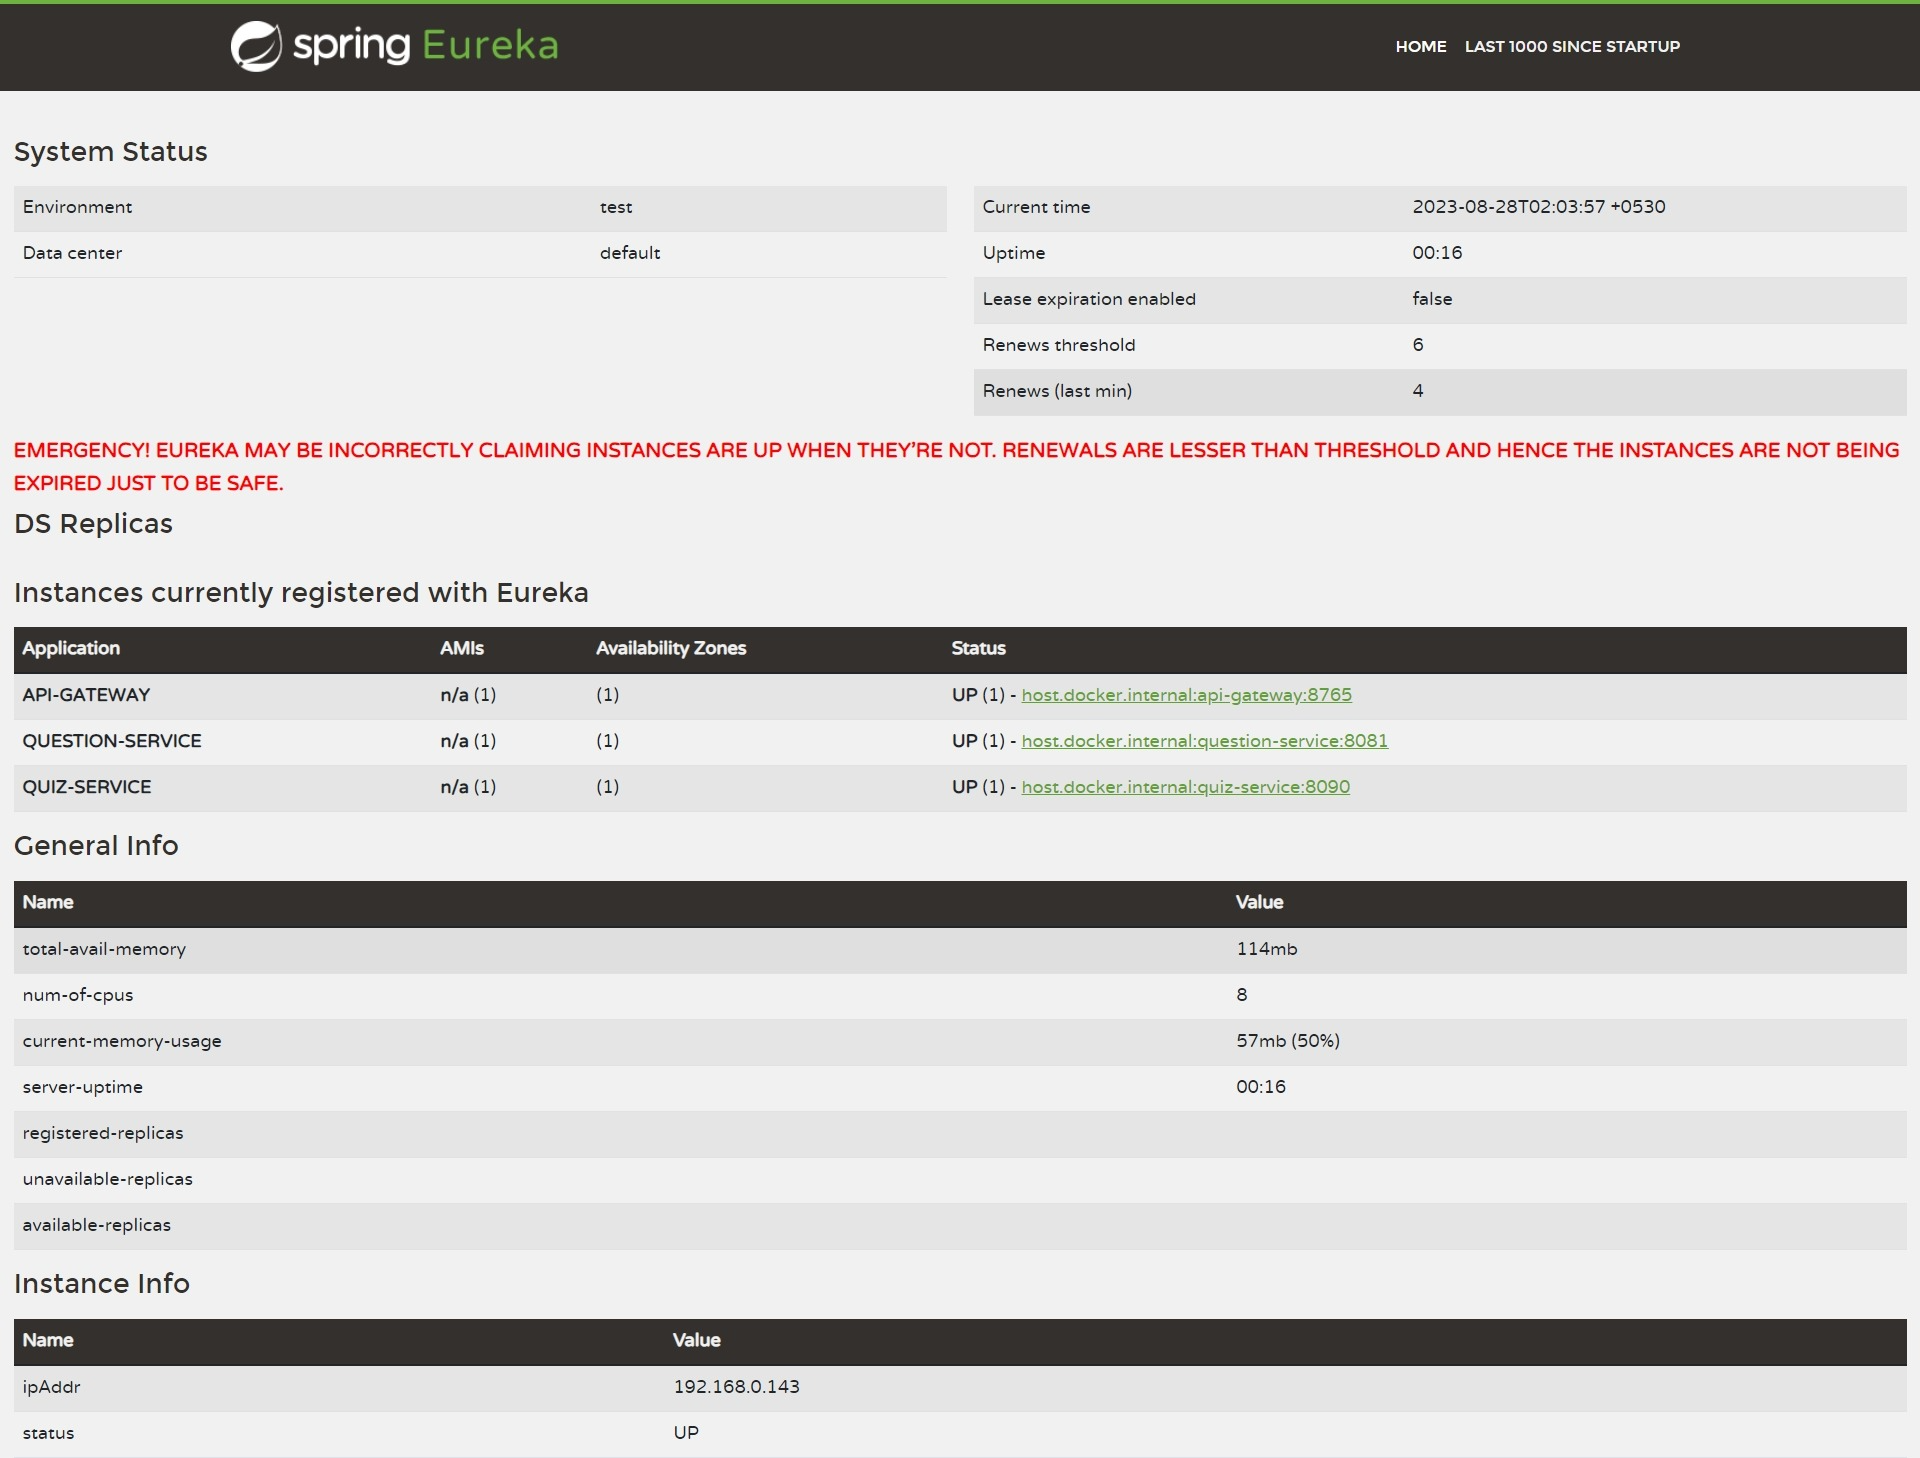 spring Eureka
HOME LAST 1000 SINCE STARTUP
System Status
Environment test
Data center default
Current time 2023-08-28T02:03:57 +0530
Uptime 00:16
Lease expiration enabled false
Renews threshold 6
Renews (last min) 4
EMERGENCY! EUREKA MAY BE INCORRECTLY CLAIMING INSTANCES ARE UP WHEN THEY'RE NOT. RENEWALS ARE LESSER THAN THRESHOLD AND HENCE THE INSTANCES ARE NOT BEING
EXPIRED JUST TO BE SAFE.
DS Replicas
Instances currently registered with Eureka
Application AMIs Availability Zones Status
API-GATEWAY n/a (1) (1) UP (1) - host.docker.internal:api-gateway:8765
QUESTION-SERVICE n/a (1) (1) UP (1) - host.docker.internal:question-service:8081
QUIZ-SERVICE n/a (1) (1) UP (1) - host.docker.internal:quiz-service:8090
General Info
Name Value
total-avail-memory 114mb
num-of-cpus 8
current-memory-usage 57mb (50%)
server-uptime 00:16
registered-replicas
unavailable-replicas
available-replicas
Instance Info
Name Value
ipAddr 192.168.0.143
status UP